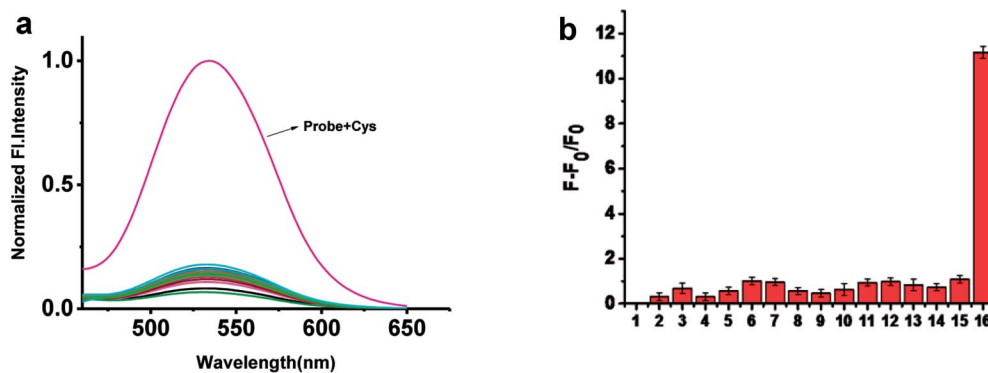 a
Normalized Fl.Intensity
1.0
0.5
0.0
Probe+Cys
500 550 600 650
Wavelength(nm)
b
F-F0/F0
12
10
8
6
4
2
0
1 2 3 4 5 6 7 8 9 10 11 12 13 14 15 16